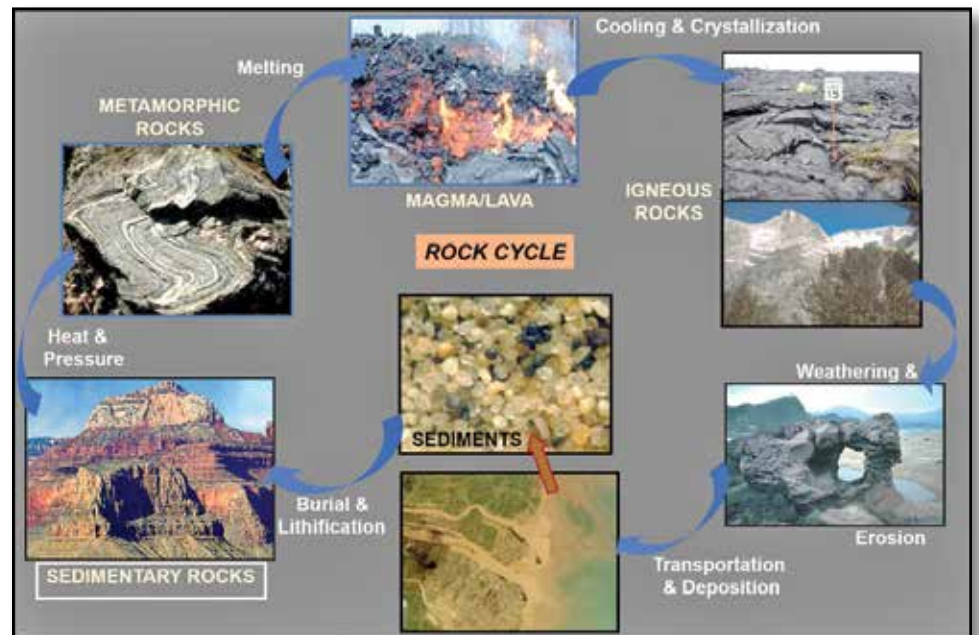 Cooling & Crystallization
Melting
METAMORPHIC
ROCKS
MAGMA/LAVA
IGNEOUS
ROCKS
ROCK CYCLE
Heat &
Pressure
SEDIMENTS
Weathering &
Erosion
Burial &
Lithification
Transportation
& Deposition
SEDIMENTARY ROCKS